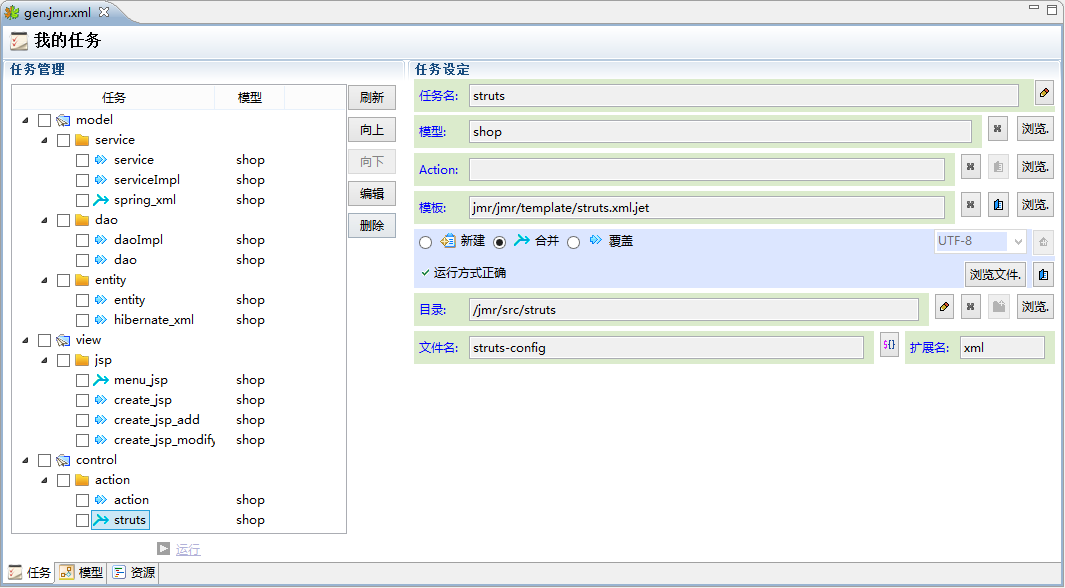 gen.jmr.xml
我的任务
任务管理
任务 模型
model
service
service shop
serviceImpl shop
spring_xml shop
dao
daoImpl shop
dao shop
entity
entity shop
hibernate_xml shop
view
jsp
menu_jsp shop
create_jsp shop
create_jsp_add shop
create_jsp_modify shop
control
action
action shop
struts shop
刷新
向上
向下
编辑
删除
运行
任务设定
任务名: struts
模型: shop 浏览.
Action: 浏览.
模板: jmr/jmr/template/struts.xml.jet 浏览.
新建 合并 覆盖 UTF-8
运行方式正确 浏览文件.
目录: /jmr/src/struts 浏览.
文件名: struts-config ${} 扩展名: xml
任务 模型 资源